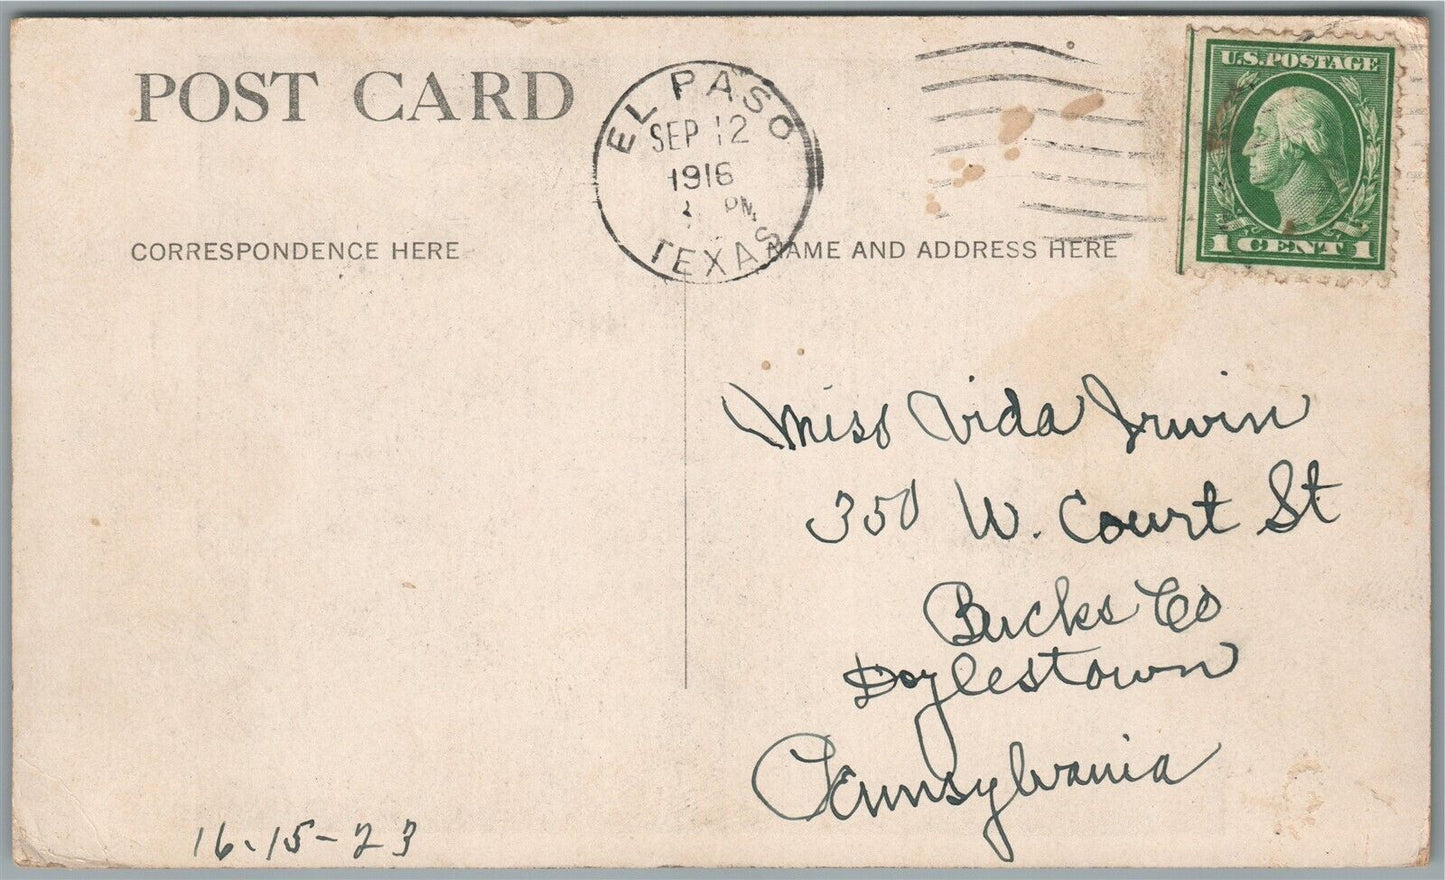 POST CARD
EL PASO
SEP 12
1916
PM
TEXAS
U.S. POSTAGE
1 CENT 1
CORRESPONDENCE HERE
NAME AND ADDRESS HERE
Miss Vida Irwin
350 W. Court St
Bucks Co
Doylestown
Pennsylvania
16.15-23